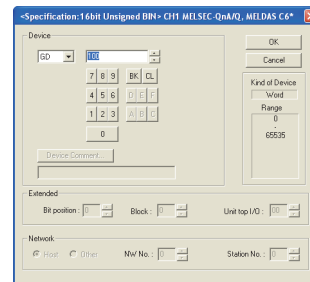 <Specification:16bit Unsigned BIN> CH1 MELSEC-QnA/Q, MELDAS C6*
Device
GD 100
7 8 9 BK CL
4 5 6 D E F
1 2 3 A B C
0
Device Comment...
OK
Cancel
Kind of Device
Word
Range
0
-
65535
Extended
Bit position : 0 Block : 0 Unit top I/O : 00
Network
Host Other NW No. : 0 Station No. : 0